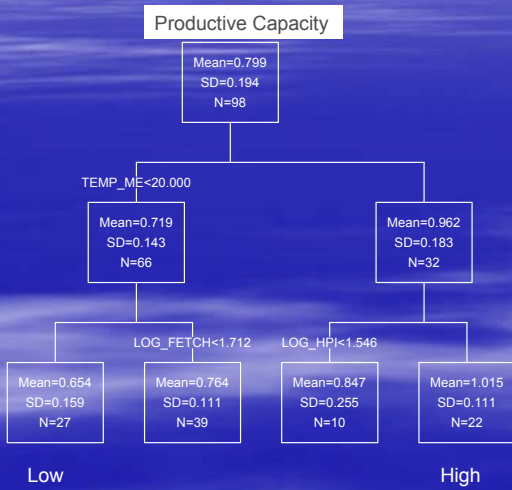 Productive Capacity
Mean=0.799
SD=0.194
N=98
TEMP_ME<20.000
Mean=0.719
SD=0.143
N=66
Mean=0.962
SD=0.183
N=32
LOG_FETCH<1.712
LOG_HPI<1.546
Mean=0.654
SD=0.159
N=27
Mean=0.764
SD=0.111
N=39
Mean=0.847
SD=0.255
N=10
Mean=1.015
SD=0.111
N=22
Low
High